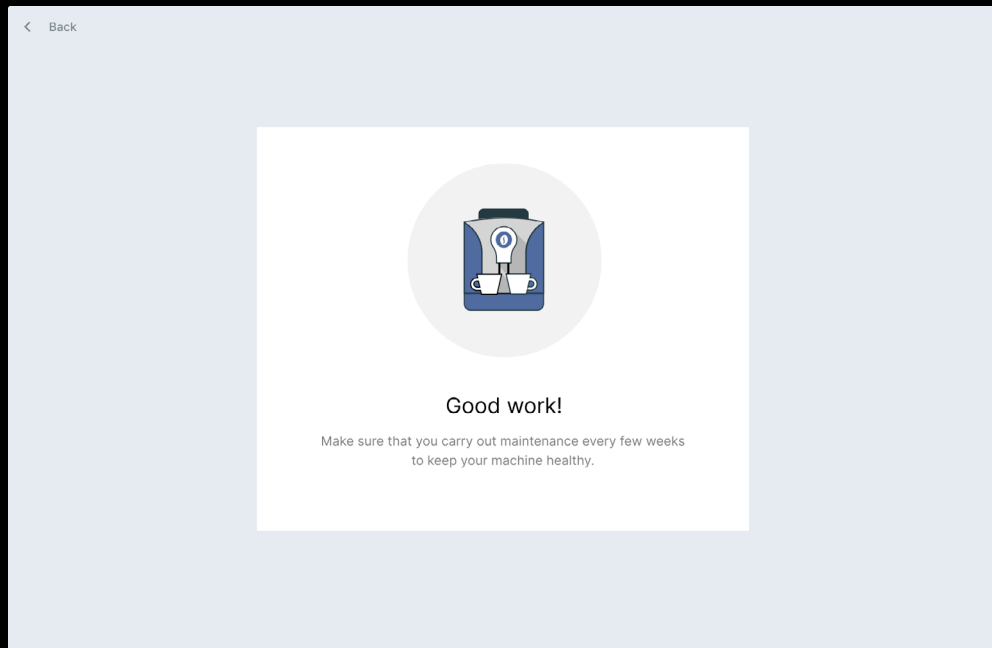 Back
Good work!
Make sure that you carry out maintenance every few weeks
to keep your machine healthy.